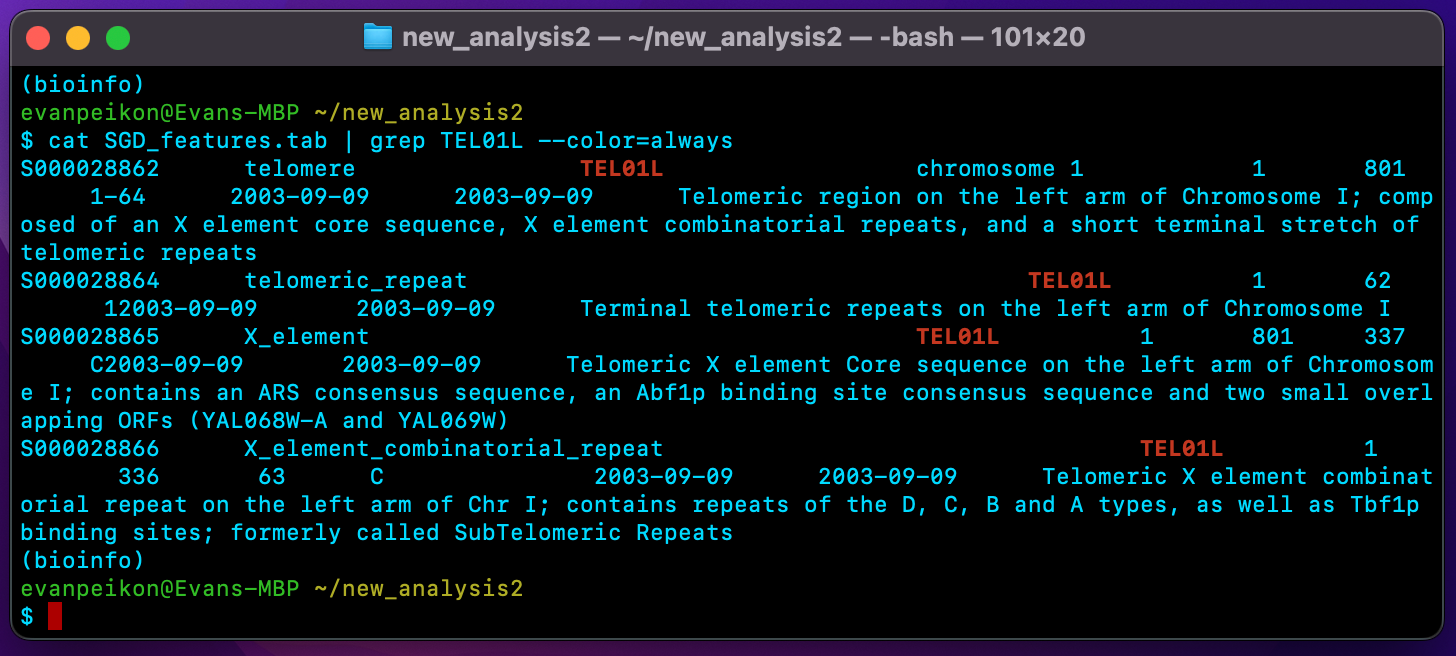 new_analysis2 — ~/new_analysis2 — -bash — 101×20
(bioinfo)
evanpeikon@Evans-MBP ~/new_analysis2
$ cat SGD_features.tab | grep TEL01L --color=always
S000028862      telomere                TEL01L                  chromosome 1            1       801
     1-64      2003-09-09      2003-09-09      Telomeric region on the left arm of Chromosome I; comp
osed of an X element core sequence, X element combinatorial repeats, and a short terminal stretch of
telomeric repeats
S000028864      telomeric_repeat                                        TEL01L          1       62
      12003-09-09       2003-09-09      Terminal telomeric repeats on the left arm of Chromosome I
S000028865      X_element                                       TEL01L          1       801     337
     C2003-09-09       2003-09-09      Telomeric X element Core sequence on the left arm of Chromosom
e I; contains an ARS consensus sequence, an Abf1p binding site consensus sequence and two small overl
apping ORFs (YAL068W-A and YAL069W)
S000028866      X_element_combinatorial_repeat                                  TEL01L          1
       336       63      C               2003-09-09      2003-09-09      Telomeric X element combinat
orial repeat on the left arm of Chr I; contains repeats of the D, C, B and A types, as well as Tbf1p
binding sites; formerly called SubTelomeric Repeats
(bioinfo)
evanpeikon@Evans-MBP ~/new_analysis2
$